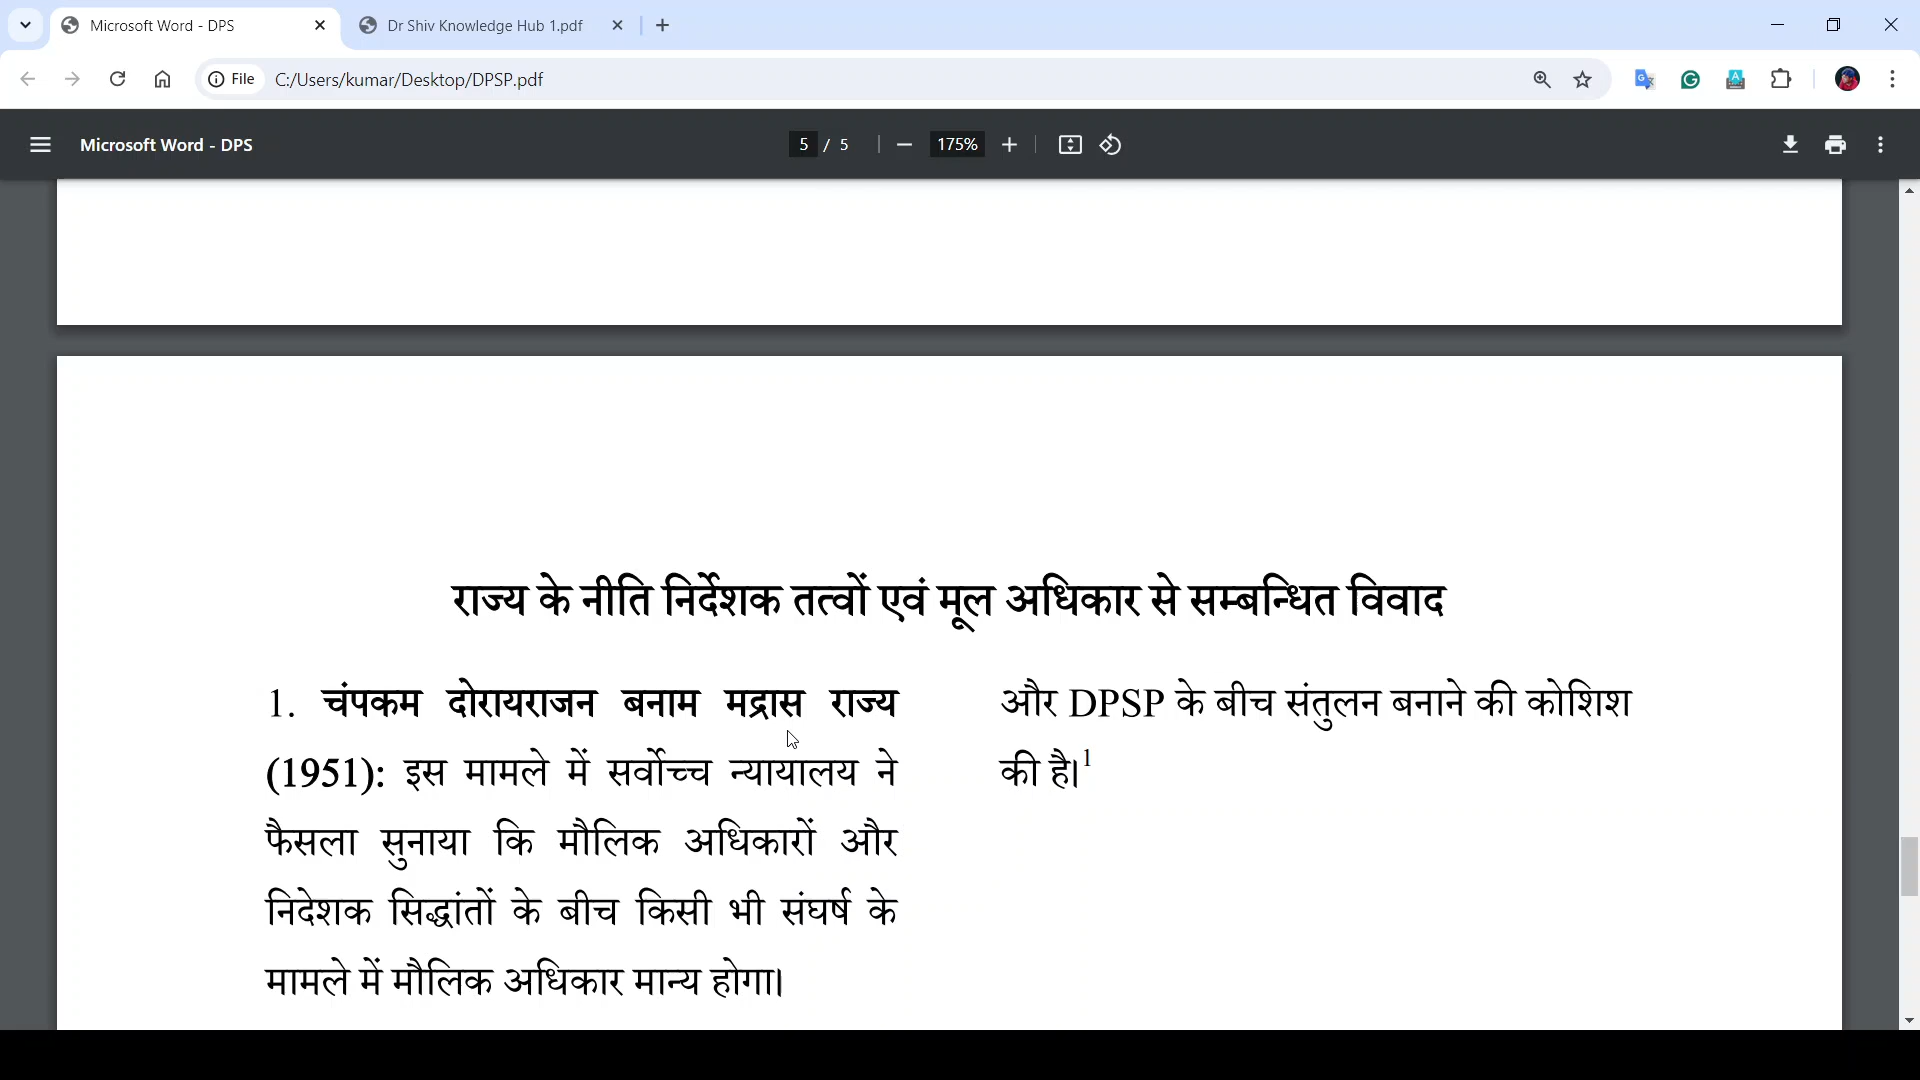 Microsoft Word - DPS
Dr Shiv Knowledge Hub 1.pdf
File
C:/Users/kumar/Desktop/DPSP.pdf
Microsoft Word - DPS
5 / 5
175%
राज्य के नीति निर्देशक तत्वों एवं मूल अधिकार से सम्बन्धित विवाद
1. चंपकम दोरायराजन बनाम मद्रास राज्य
(1951): इस मामले में सर्वोच्च न्यायालय ने
फैसला सुनाया कि मौलिक अधिकारों और
निदेशक सिद्धांतों के बीच किसी भी संघर्ष के
मामले में मौलिक अधिकार मान्य होगा।
और DPSP के बीच संतुलन बनाने की कोशिश
की है।1